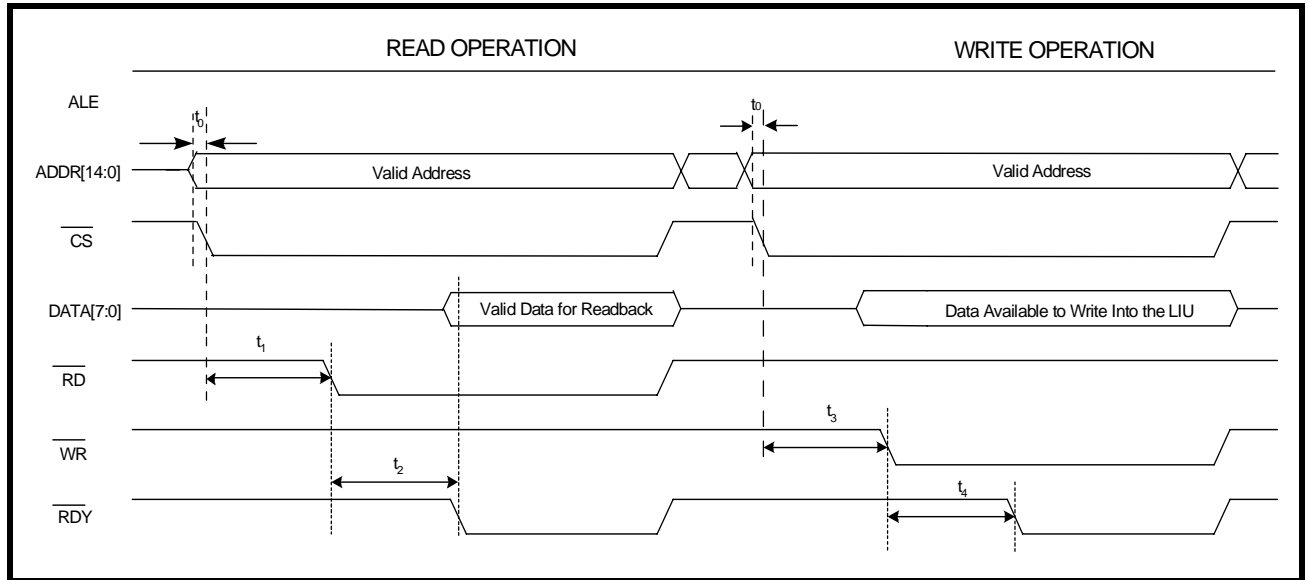 READ OPERATION WRITE OPERATION
ALE
t0 t0
ADDR[14:0] Valid Address Valid Address
CS
DATA[7:0] Valid Data for Readback Data Available to Write Into the LIU
t1
RD
t3
WR
t2
t4
RDY